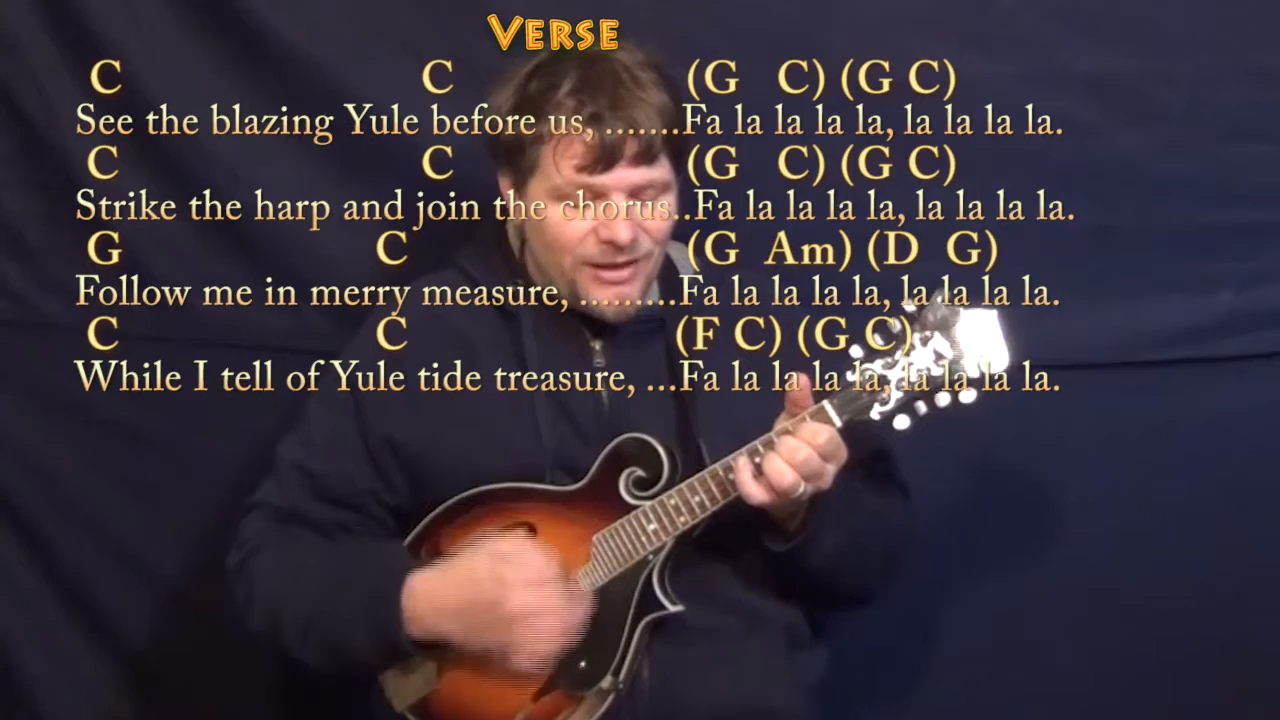 VERSE
C C (G C) (G C)
See the blazing Yule before us, .......Fa la la la la, la la la la.
C C (G C) (G C)
Strike the harp and join the chorus..Fa la la la la, la la la la.
G C (G Am) (D G)
Follow me in merry measure, .........Fa la la la la, la la la la.
C C (F C) (G C)
While I tell of Yule tide treasure, ...Fa la la la la, la la la la.